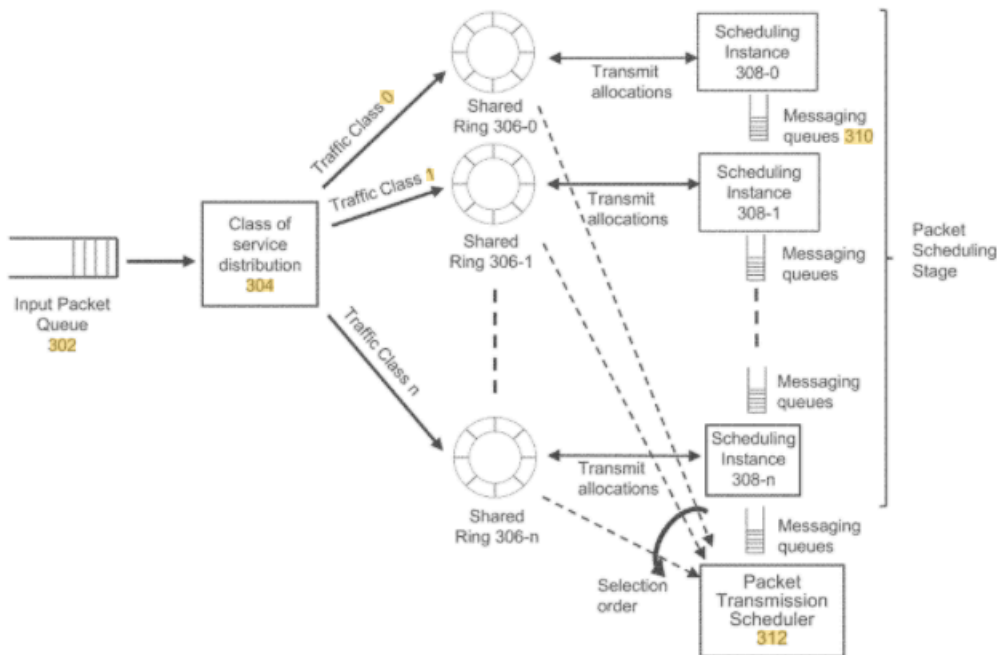 Traffic Class 0
Shared
Ring 306-0
Transmit
allocations
Scheduling
Instance
308-0
Messaging
queues 310
Traffic Class 1
Shared
Ring 306-1
Transmit
allocations
Scheduling
Instance
308-1
Messaging
queues
Packet
Scheduling
Stage
Input Packet
Queue
302
Class of
service
distribution
304
Traffic Class n
Shared
Ring 306-n
Transmit
allocations
Messaging
queues
Scheduling
Instance
308-n
Messaging
queues
Selection
order
Packet
Transmission
Scheduler
312